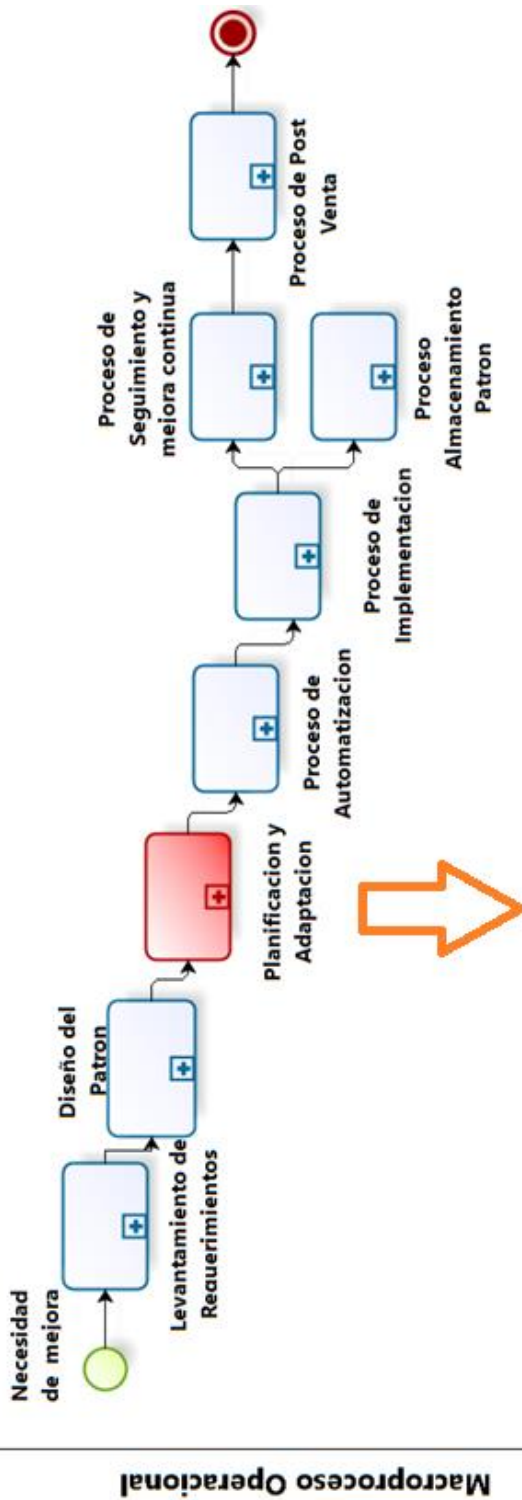 Macroproceso Operacional
Necesidad
de mejora
Levantamiento de
Requerimientos
Diseño del
Patron
Planificacion y
Adaptacion
Proceso de
Automatizacion
Proceso de
Implementacion
Proceso de
Seguimiento y
mejora continua
Proceso
Almacenamiento
Patron
Proceso de Post
Venta